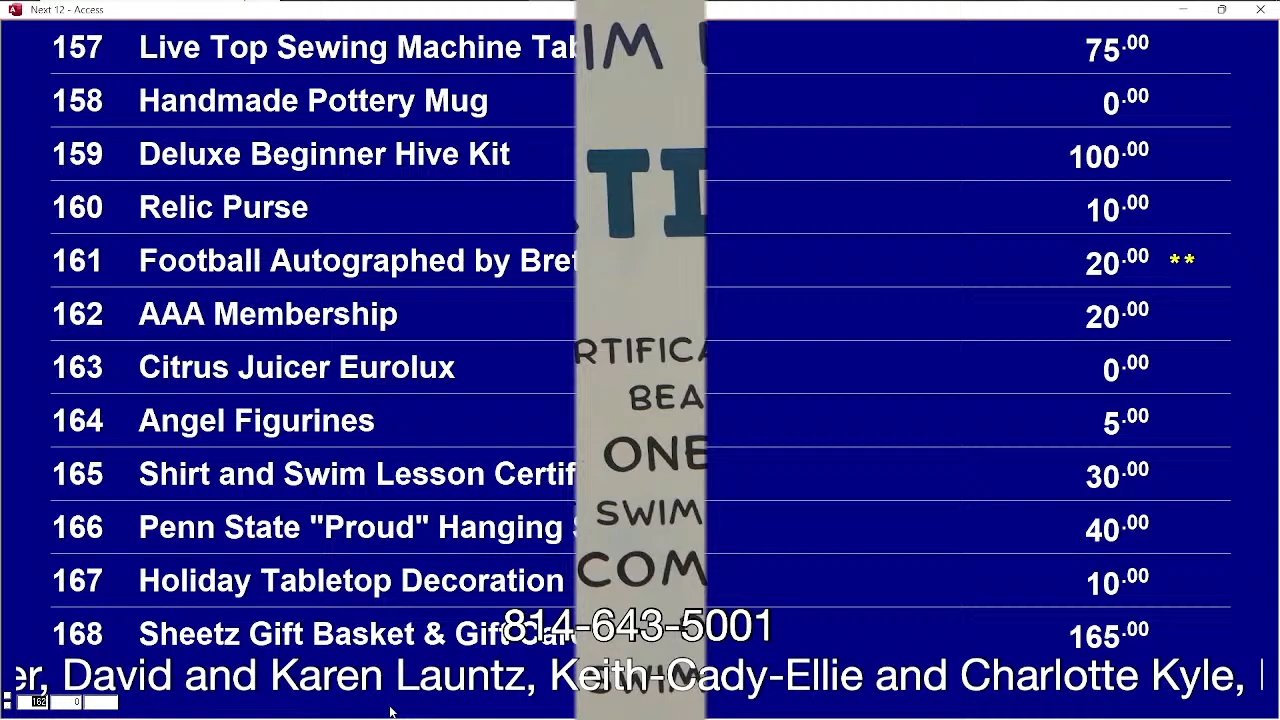 Next 12 - Access
157 Live Top Sewing Machine Tab 75.00
158 Handmade Pottery Mug 0.00
159 Deluxe Beginner Hive Kit 100.00
160 Relic Purse 10.00
161 Football Autographed by Bret 20.00 **
162 AAA Membership 20.00
163 Citrus Juicer Eurolux 0.00
164 Angel Figurines 5.00
165 Shirt and Swim Lesson Certif 30.00
166 Penn State "Proud" Hanging 40.00
167 Holiday Tabletop Decoration 10.00
168 Sheetz Gift Basket & Gift Card 165.00
IM
TI
RTIFICA
BEA
ONE
SWIM
COM
SWIM
814-643-5001
er, David and Karen Launtz, Keith-Cady-Ellie and Charlotte Kyle,
162 0